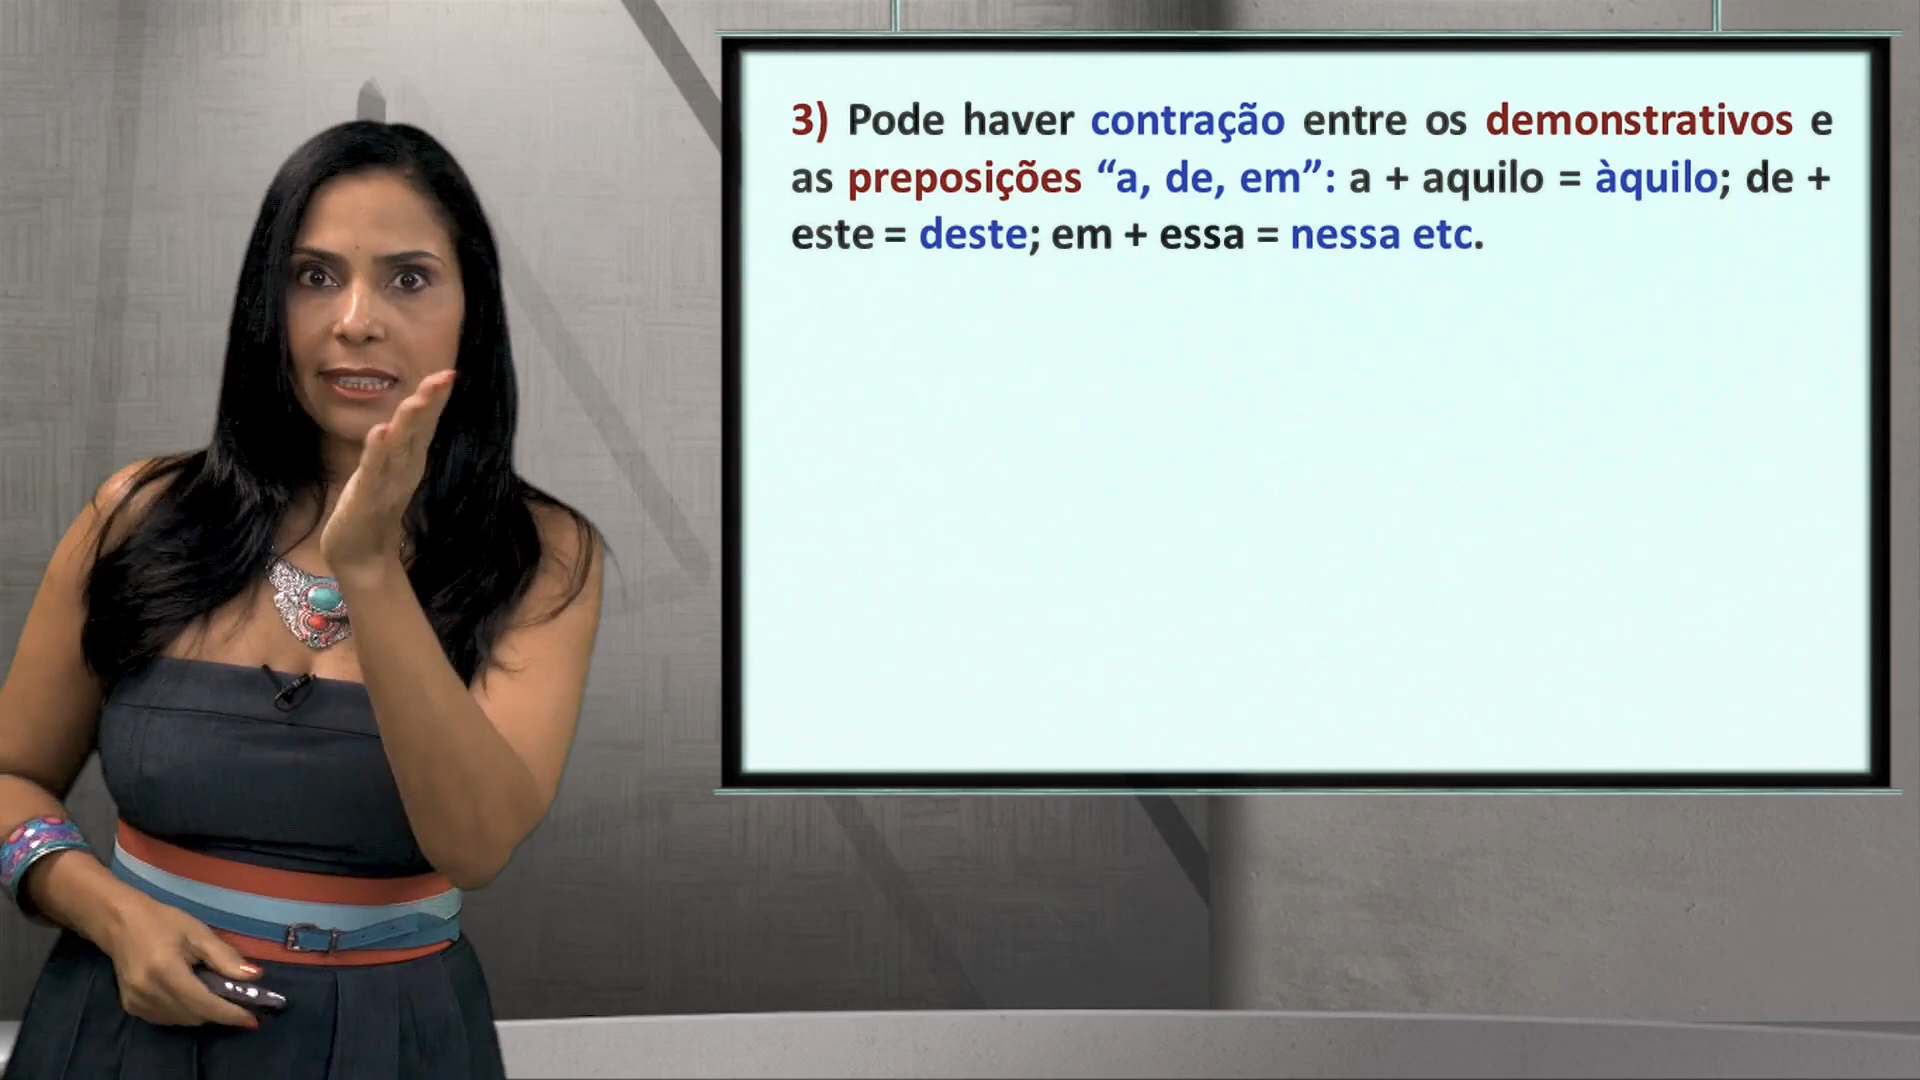 3) Pode haver contração entre os demonstrativos e
as preposições “a, de, em”: a + aquilo = àquilo; de +
este = deste; em + essa = nessa etc.